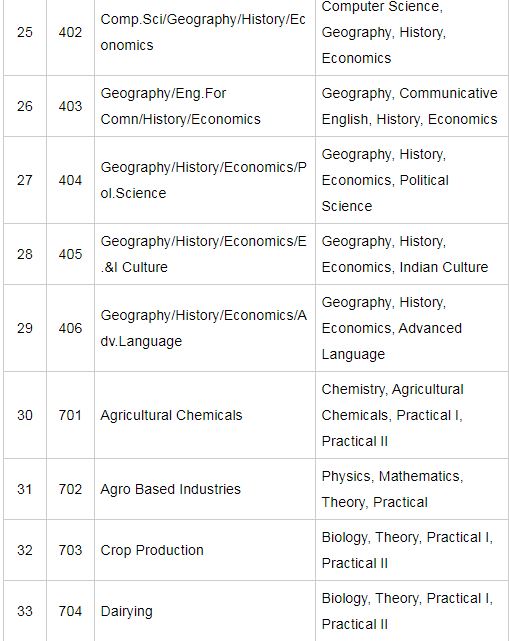 25
402
Comp.Sci/Geography/History/Ec
onomics
Computer Science,
Geography, History,
Economics
26
403
Geography/Eng.For
Comn/History/Economics
Geography, Communicative
English, History, Economics
27
404
Geography/History/Economics/P
ol.Science
Geography, History,
Economics, Political
Science
28
405
Geography/History/Economics/E
.&I Culture
Geography, History,
Economics, Indian Culture
29
406
Geography/History/Economics/A
dv.Language
Geography, History,
Economics, Advanced
Language
30
701
Agricultural Chemicals
Chemistry, Agricultural
Chemicals, Practical I,
Practical II
31
702
Agro Based Industries
Physics, Mathematics,
Theory, Practical
32
703
Crop Production
Biology, Theory, Practical I,
Practical II
33
704
Dairying
Biology, Theory, Practical I,
Practical II